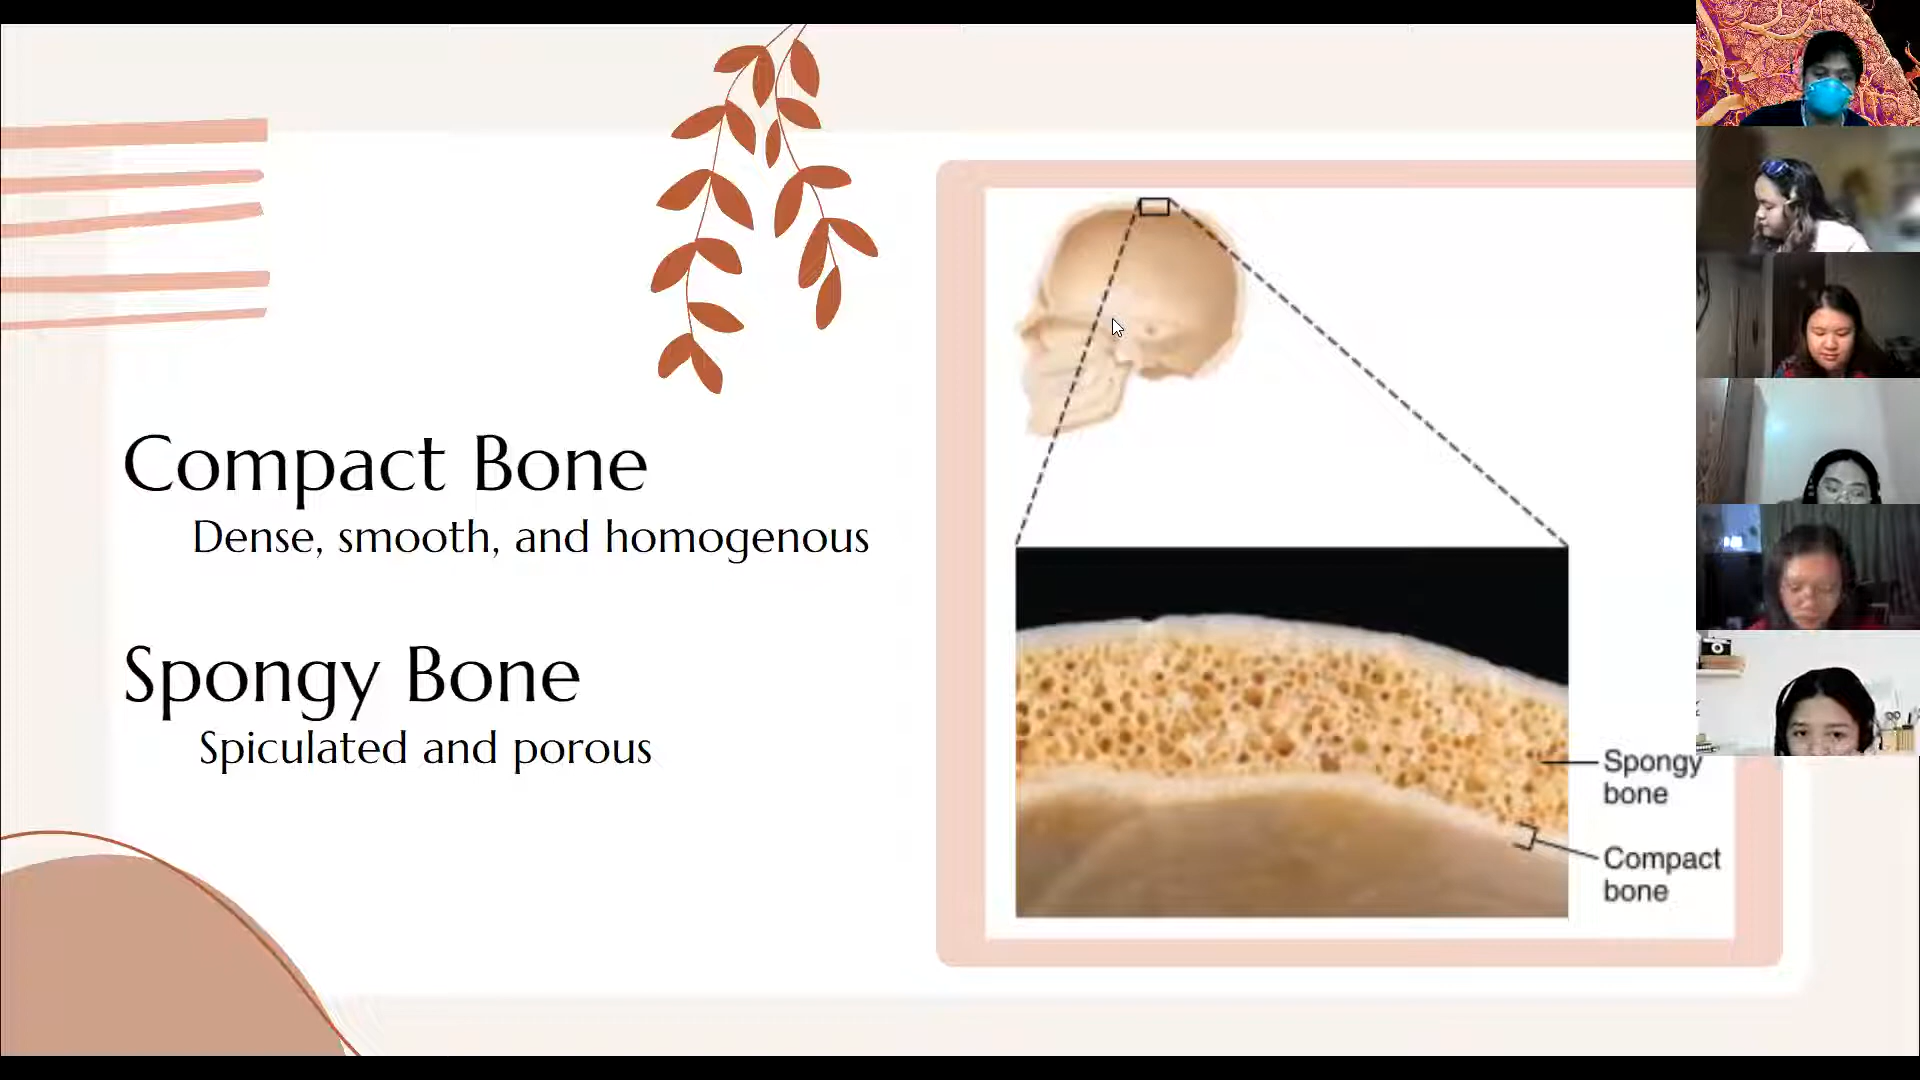 Compact Bone
Dense, smooth, and homogenous
Spongy Bone
Spiculated and porous
Spongy
bone
Compact
bone